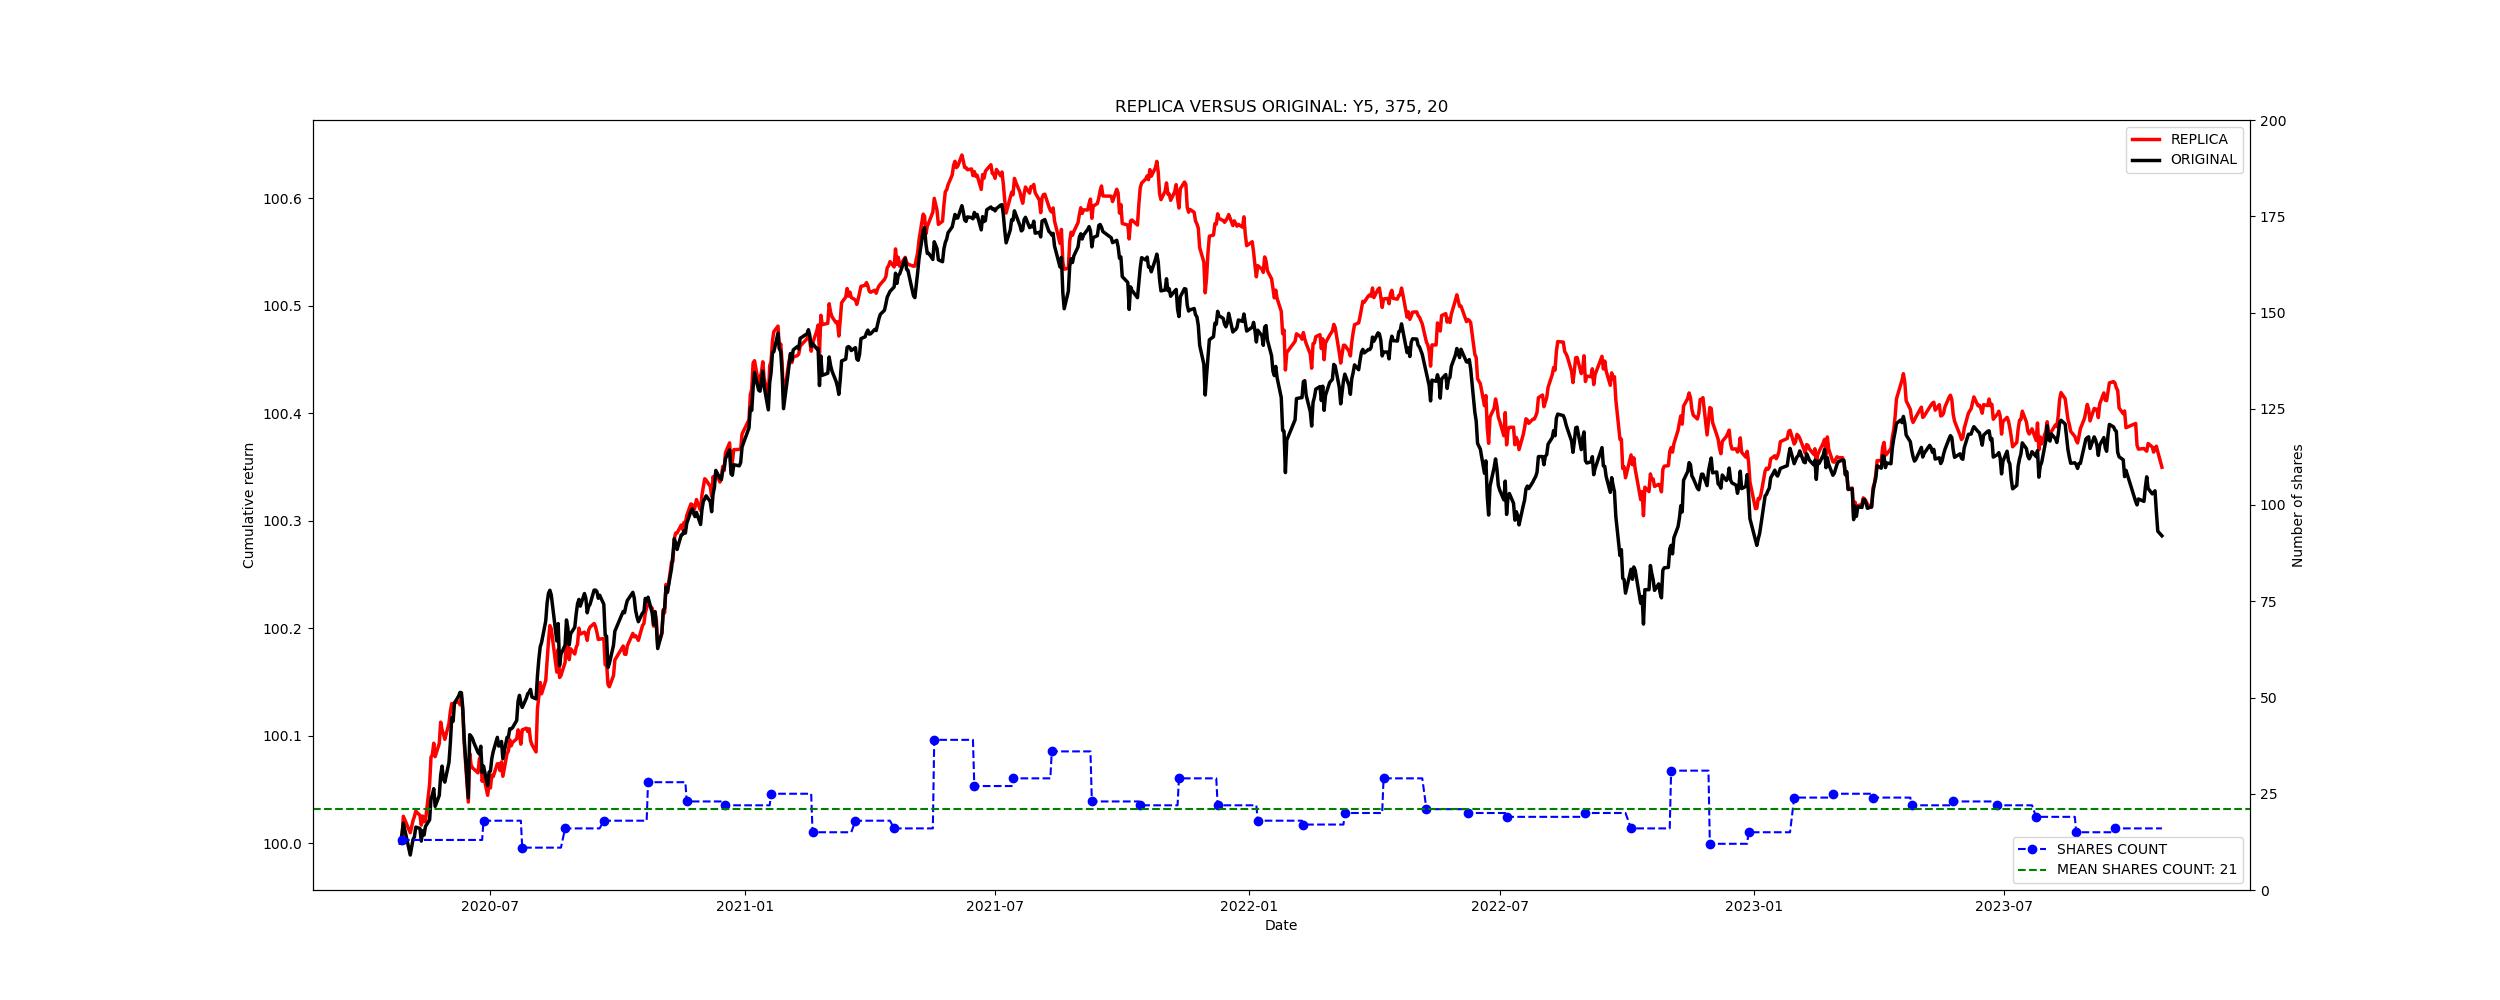 REPLICA VERSUS ORIGINAL: Y5, 375, 20
REPLICA
ORIGINAL
Cumulative return
100.6
100.5
100.4
100.3
100.2
100.1
100.0
Number of shares
200
175
150
125
100
75
50
25
0
SHARES COUNT
MEAN SHARES COUNT: 21
2020-07
2021-01
2021-07
2022-01
2022-07
2023-01
2023-07
Date